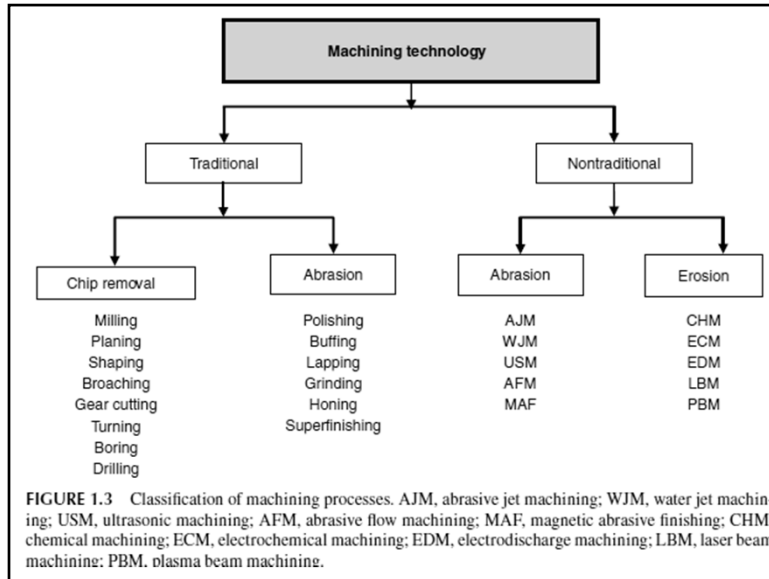 Machining technology
Traditional
Nontraditional
Chip removal
Abrasion
Abrasion
Erosion
Milling
Planing
Shaping
Broaching
Gear cutting
Turning
Boring
Drilling
Polishing
Buffing
Lapping
Grinding
Honing
Superfinishing
AJM
WJM
USM
AFM
MAF
CHM
ECM
EDM
LBM
PBM
FIGURE 1.3 Classification of machining processes. AJM, abrasive jet machining; WJM, water jet machin-
ing; USM, ultrasonic machining; AFM, abrasive flow machining; MAF, magnetic abrasive finishing; CHM
chemical machining; ECM, electrochemical machining; EDM, electrodischarge machining; LBM, laser beam
machining; PBM, plasma beam machining.